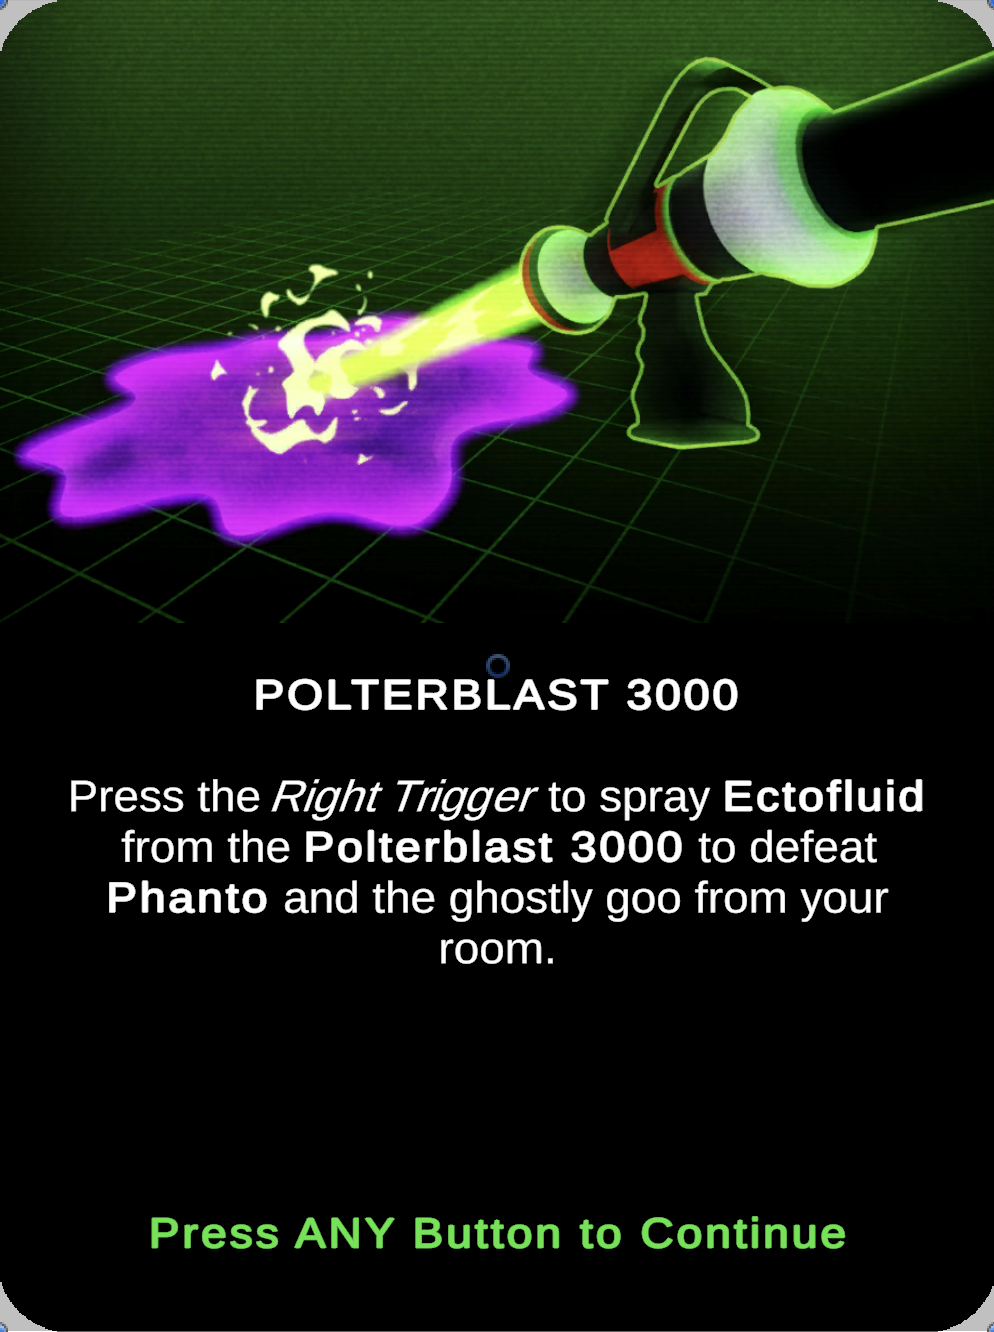 POLTERBLAST 3000
Press the Right Trigger to spray Ectofluid
from the Polterblast 3000 to defeat
Phanto and the ghostly goo from your
room.
Press ANY Button to Continue